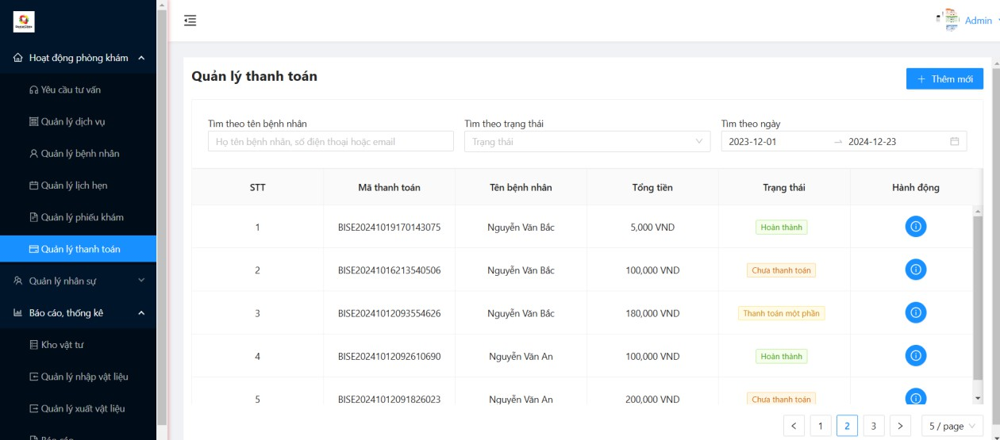 Admin
Hoạt động phòng khám
Yêu cầu tư vấn
Quản lý dịch vụ
Quản lý bệnh nhân
Quản lý lịch hẹn
Quản lý phiếu khám
Quản lý thanh toán
Quản lý nhân sự
Báo cáo, thống kê
Kho vật tư
Quản lý nhập vật liệu
Quản lý xuất vật liệu
Báo cáo
Quản lý thanh toán
+ Thêm mới
Tìm theo tên bệnh nhân Tìm theo trạng thái Tìm theo ngày
Họ tên bệnh nhân, số điện thoại hoặc email Trạng thái 2023-12-01 → 2024-12-23
STT Mã thanh toán Tên bệnh nhân Tổng tiền Trạng thái Hành động
1 BISE20241019170143075 Nguyễn Văn Bắc 5,000 VND Hoàn thành
2 BISE20241016213540506 Nguyễn Văn Bắc 100,000 VND Chưa thanh toán
3 BISE20241012093554626 Nguyễn Văn Bắc 180,000 VND Thanh toán một phần
4 BISE20241012092610690 Nguyễn Văn An 100,000 VND Hoàn thành
5 BISE20241012091826023 Nguyễn Văn An 200,000 VND Chưa thanh toán
< 1 2 3 > 5 / page